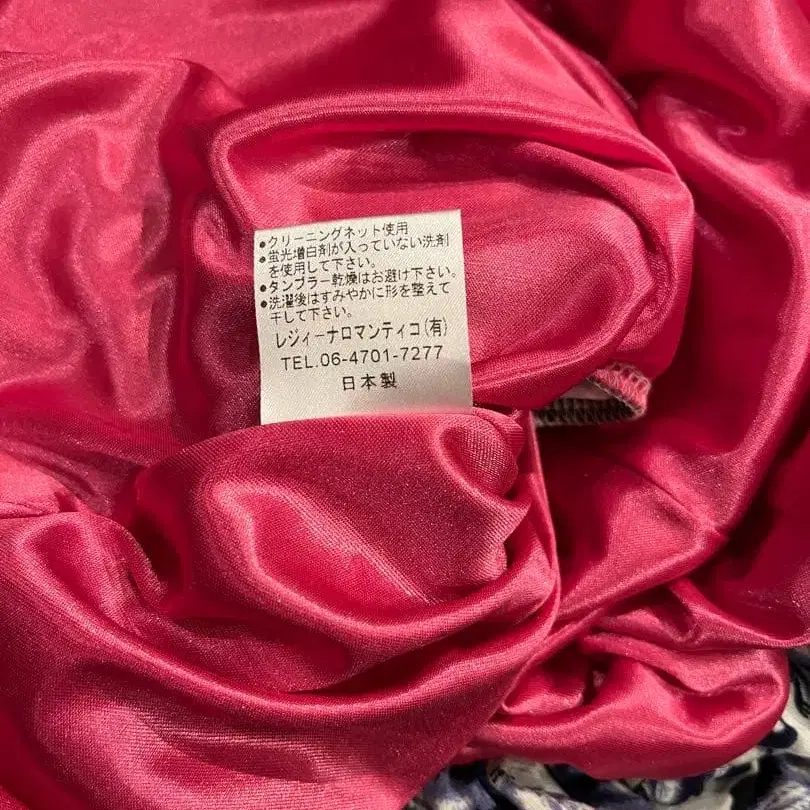 ●クリーニングネット使用
●蛍光増白剤が入っていない洗剤
を使用して下さい。
●タンブラー乾燥はお避け下さい。
●洗濯後はすみやかに形を整えて
干して下さい。
レジィーナロマンティコ(有)
TEL.06-4701-7277
日本製